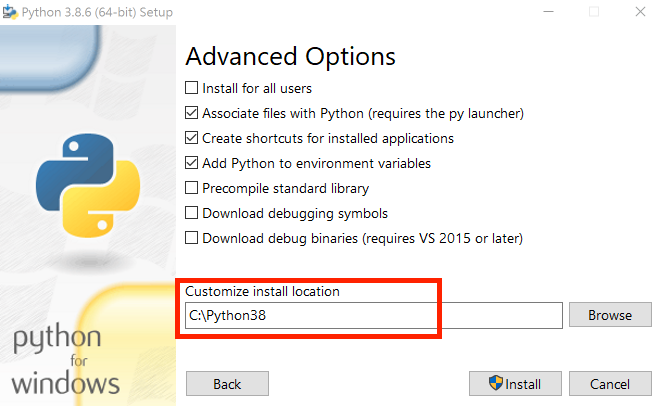 Python 3.8.6 (64-bit) Setup
Advanced Options
Install for all users
Associate files with Python (requires the py launcher)
Create shortcuts for installed applications
Add Python to environment variables
Precompile standard library
Download debugging symbols
Download debug binaries (requires VS 2015 or later)
Customize install location
C:\Python38
Browse
python
for
windows
Back
Install
Cancel